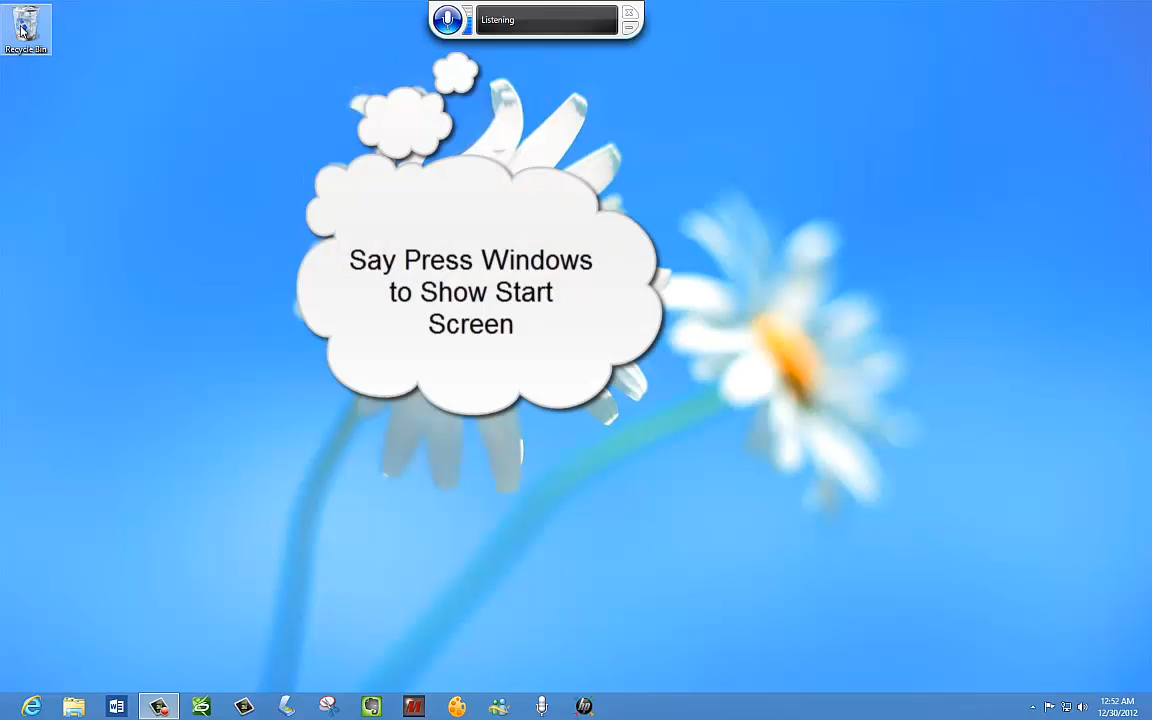 Listening
Recycle Bin
Say Press Windows
to Show Start
Screen
12:52 AM
12/30/2012